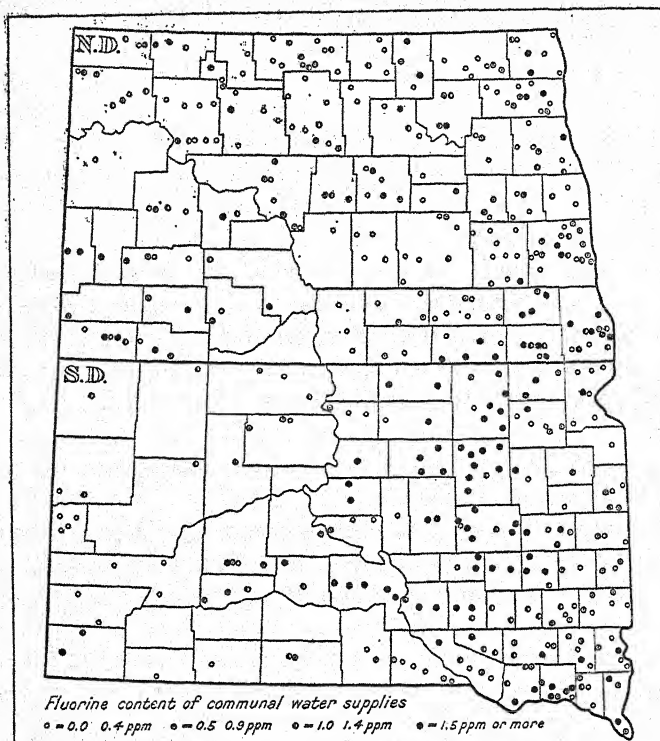 N.D.
S.D.
Fluorine content of communal water supplies
= 0.0 0.4 ppm = 0.5 0.9 ppm = 1.0 1.4 ppm = 1.5 ppm or more